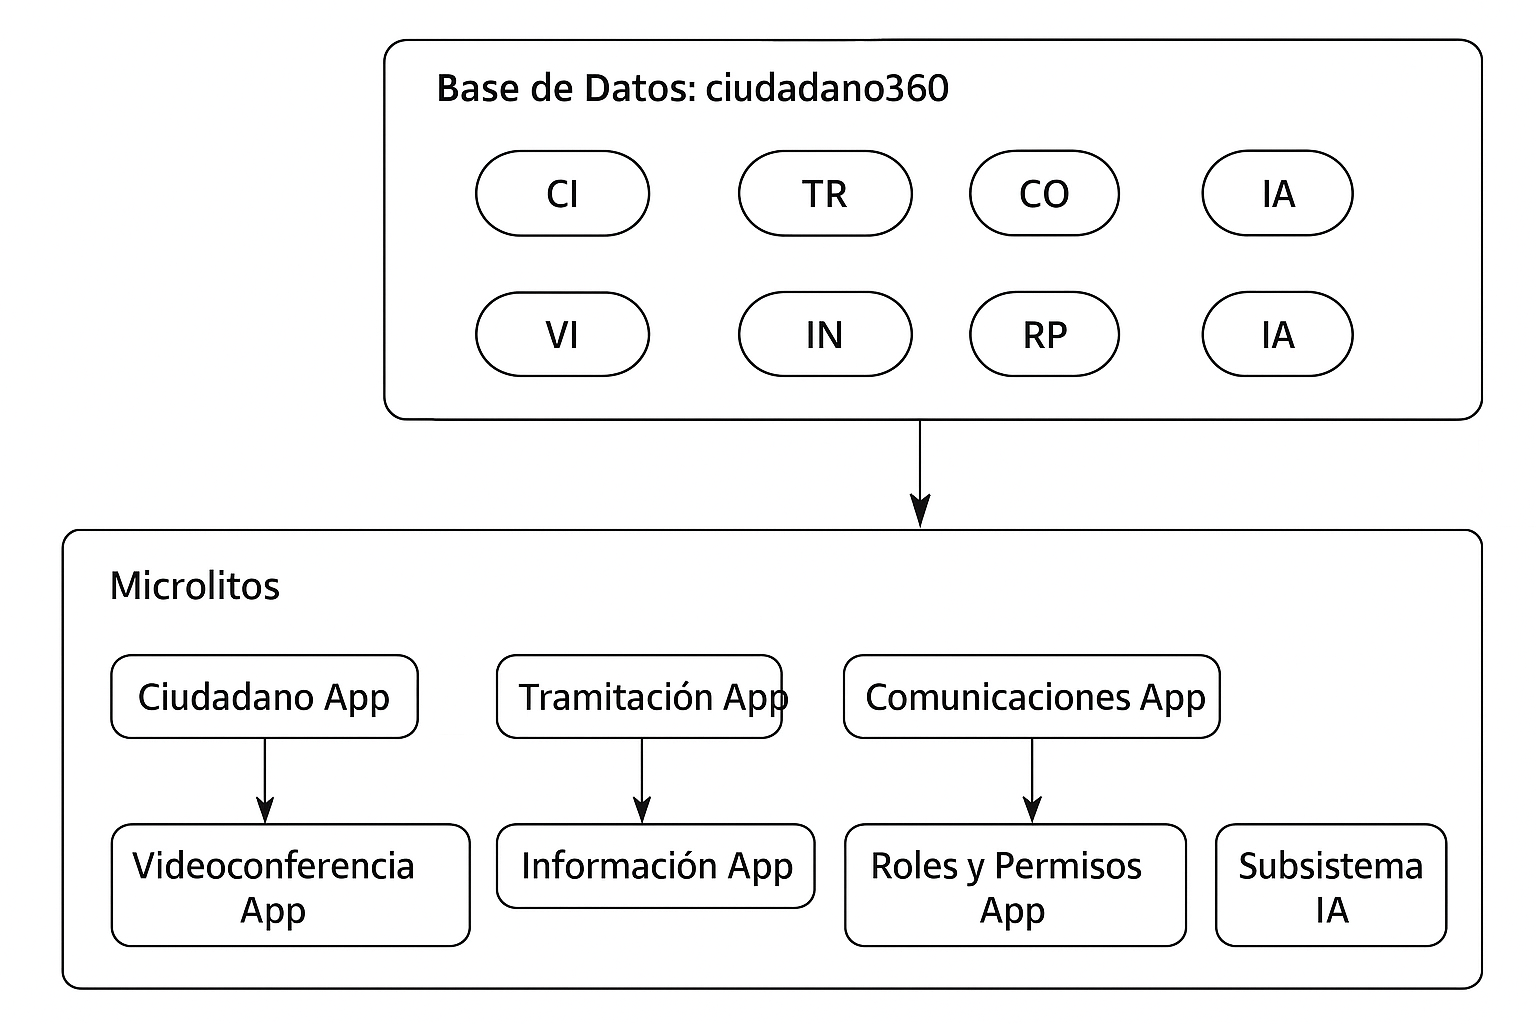 Base de Datos: ciudadano360
CI TR CO IA
VI IN RP IA
Microlitos
Ciudadano App
Tramitación App
Comunicaciones App
Videoconferencia
App
Información App
Roles y Permisos
App
Subsistema
IA